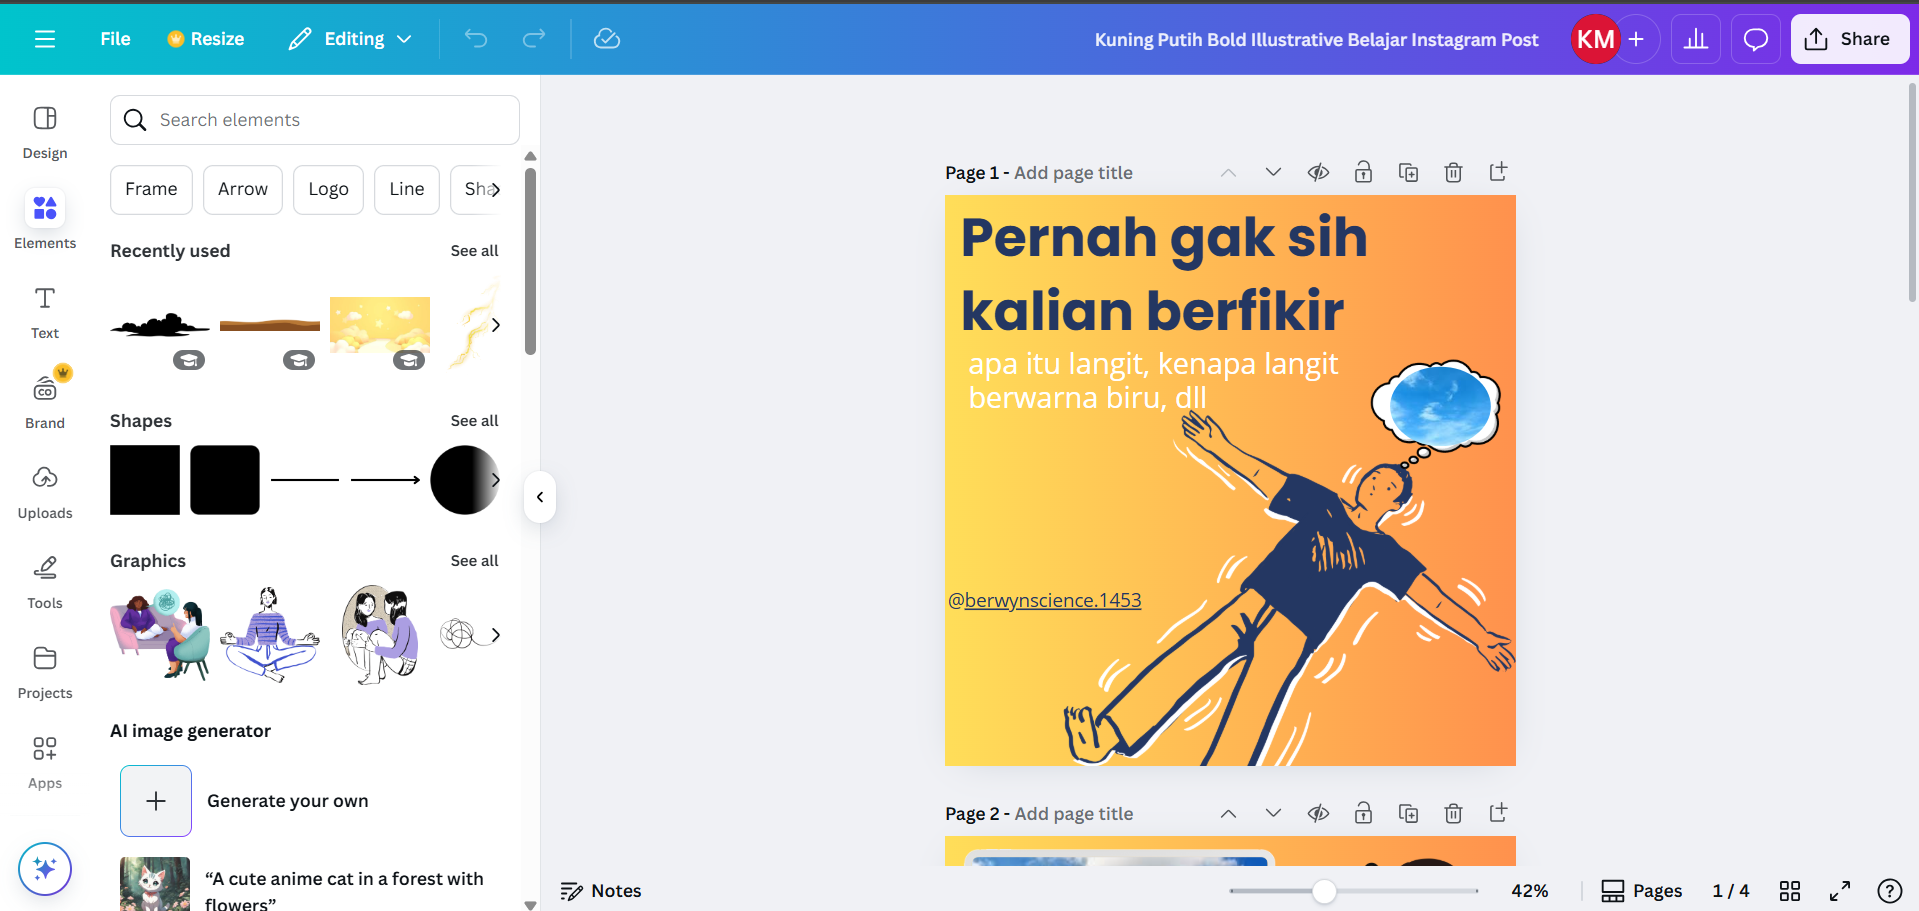 File
Resize
Editing
Kuning Putih Bold Illustrative Belajar Instagram Post
KM
Share
Design
Elements
Text
Brand
Uploads
Tools
Projects
Apps
Search elements
Frame
Arrow
Logo
Line
Sha
Recently used
See all
Shapes
See all
Graphics
See all
AI image generator
Generate your own
“A cute anime cat in a forest with
flowers”
Page 1 - Add page title
Pernah gak sih
kalian berfikir
apa itu langit, kenapa langit
berwarna biru, dll
@berwynscience.1453
Page 2 - Add page title
Notes
42%
Pages
1 / 4